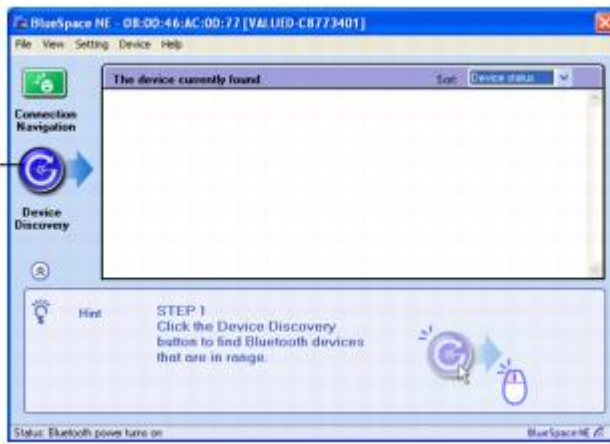 BlueSpace NE - 08:00:46:AC:00:77 [VALUED-C8773401]
File View Setting Device Help
The device currently found
Sort: Device status
Connection
Navigation
Device
Discovery
Hint
STEP 1
Click the Device Discovery
button to find Bluetooth devices
that are in range.
Status: Bluetooth power turns on
BlueSpace NE